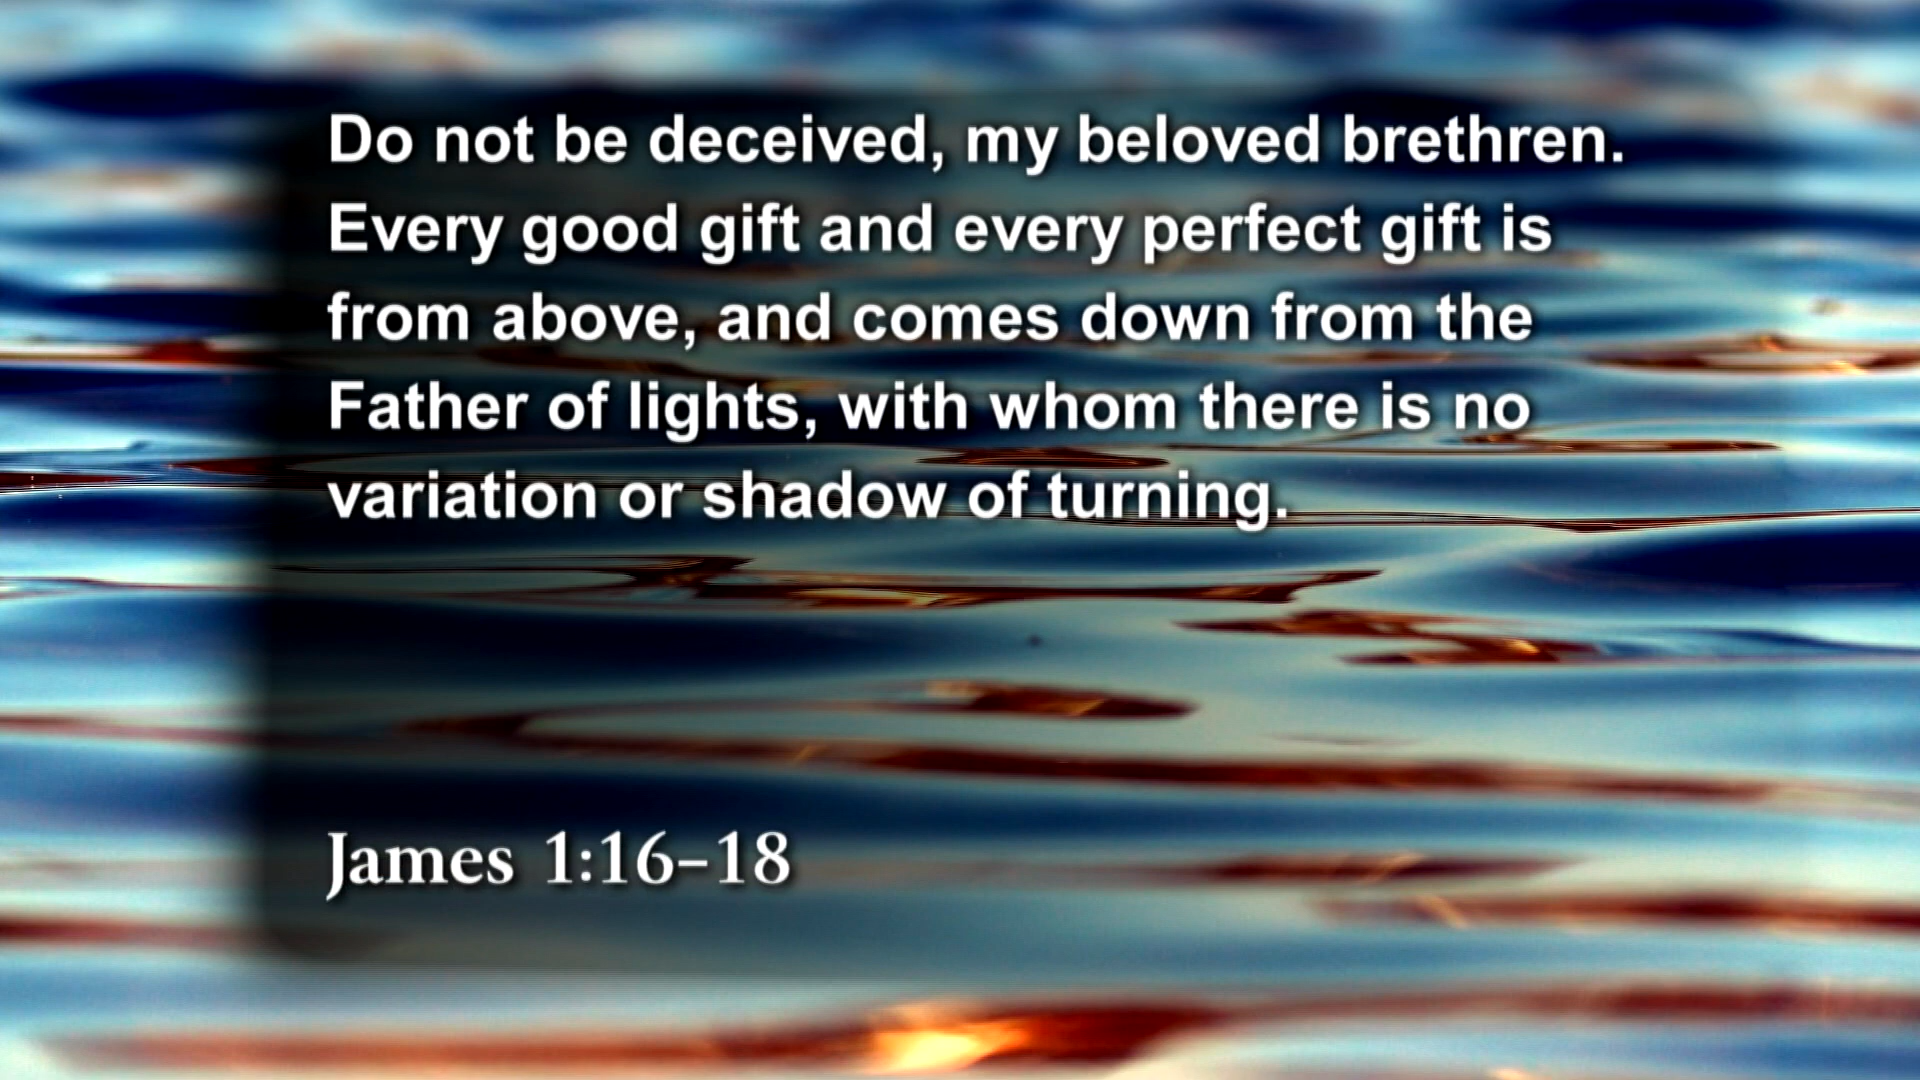 Do not be deceived, my beloved brethren.
Every good gift and every perfect gift is
from above, and comes down from the
Father of lights, with whom there is no
variation or shadow of turning.
James 1:16–18